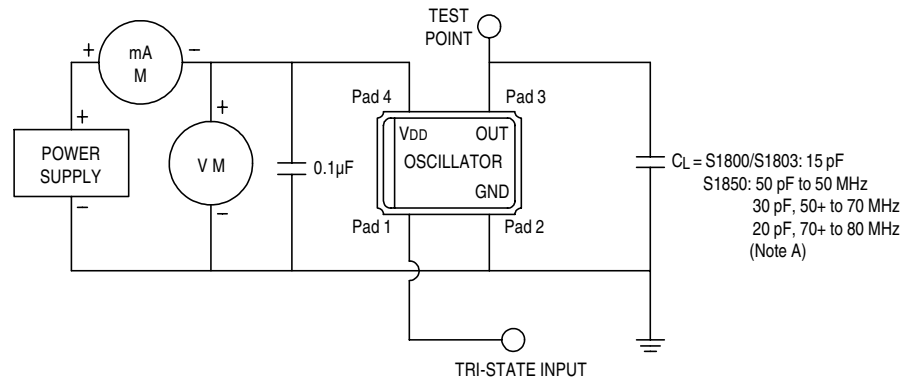 TEST
POINT
+
mA
M
−
Pad 4
Pad 3
+
POWER
SUPPLY
−
+
V M
−
0.1µF
VDD
OUT
OSCILLATOR
GND
Pad 1
Pad 2
CL = S1800/S1803: 15 pF
S1850: 50 pF to 50 MHz
30 pF, 50+ to 70 MHz
20 pF, 70+ to 80 MHz
(Note A)
TRI-STATE INPUT